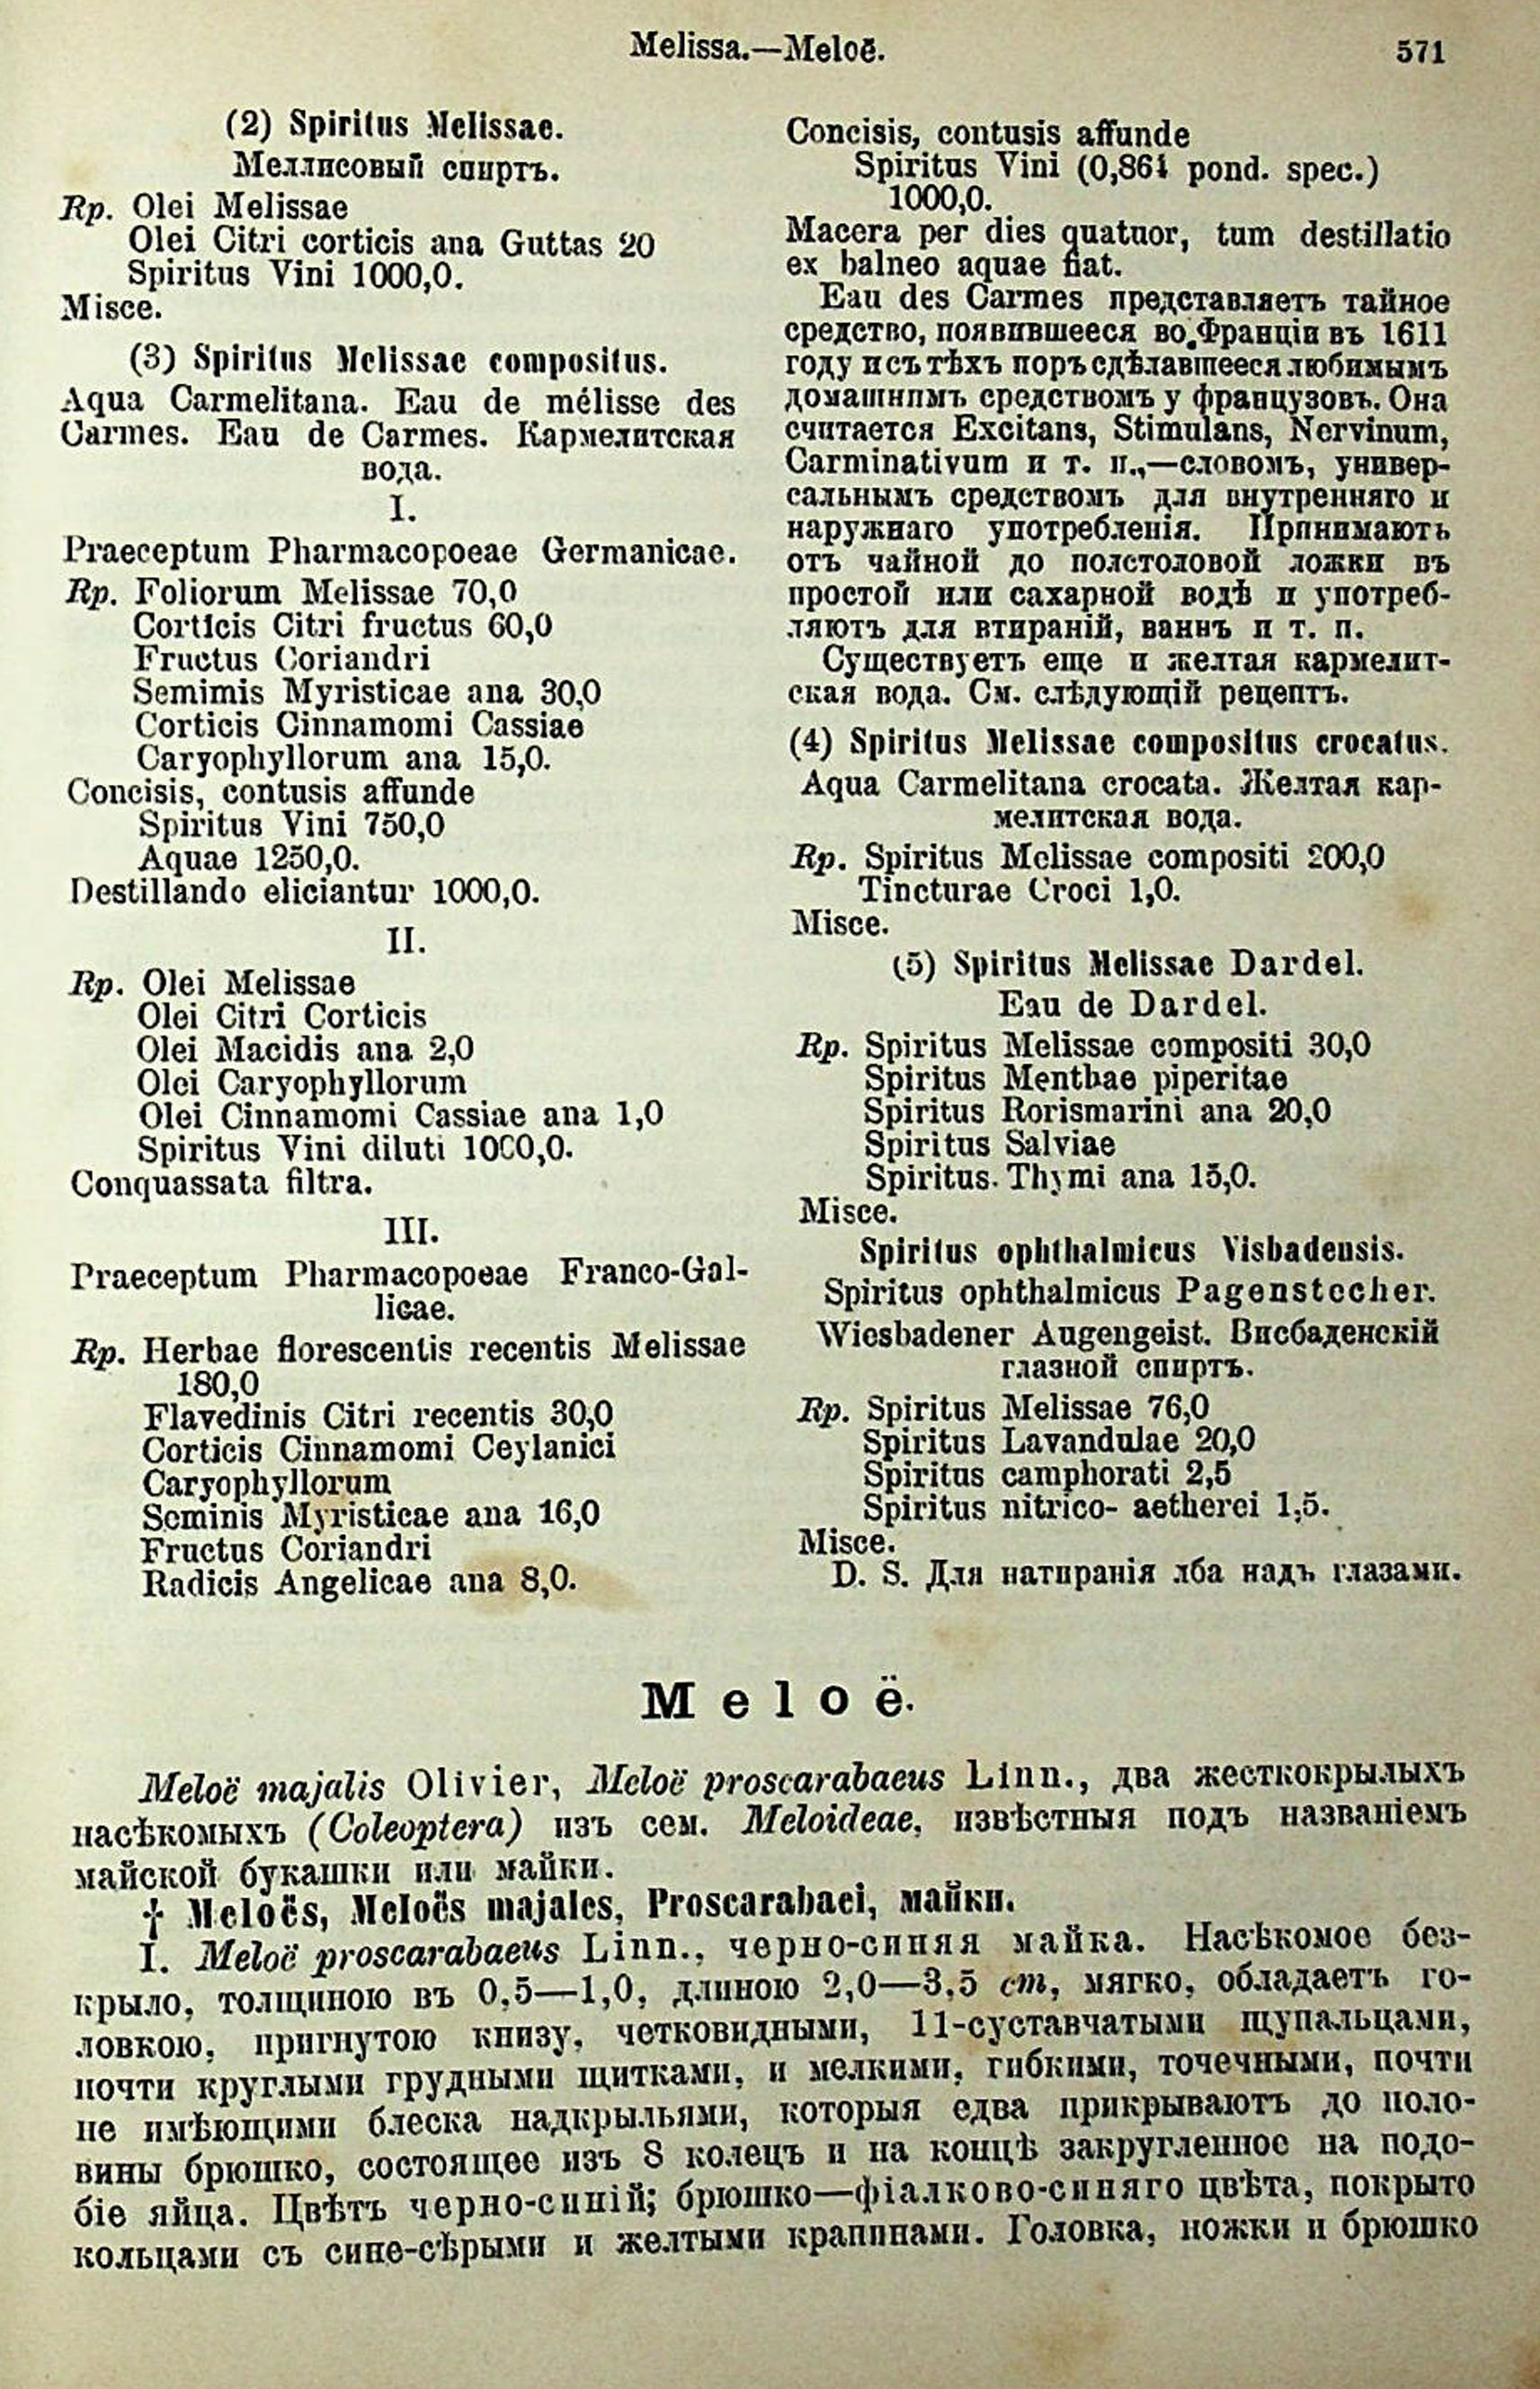 Melissa.—Meloë.
571
(2) Spiritus Melissae.
Меллисовый спиртъ.
Rp. Olei Melissae
Olei Citri corticis ana Guttas 20
Spiritus Vini 1000,0.
Misce.
(3) Spiritus Melissae compositus.
Aqua Carmelitana. Eau de mélisse des
Carmes. Eau de Carmes. Кармелитская
вода.
I.
Praeceptum Pharmacopoeae Germanicae.
Rp. Foliorum Melissae 70,0
Corticis Citri fructus 60,0
Fructus Coriandri
Semimis Myristicae ana 30,0
Corticis Cinnamomi Cassiae
Caryophyllorum ana 15,0.
Concisis, contusis affunde
Spiritus Vini 750,0
Aquae 1250,0.
Destillando eliciantur 1000,0.
II.
Rp. Olei Melissae
Olei Citri Corticis
Olei Macidis ana 2,0
Olei Caryophyllorum
Olei Cinnamomi Cassiae ana 1,0
Spiritus Vini diluti 1000,0.
Conquassata filtra.
III.
Praeceptum Pharmacopoeae Franco-Gal-
licae.
Rp. Herbae florescentis recentis Melissae
180,0
Flavedinis Citri recentis 30,0
Corticis Cinnamomi Ceylanici
Caryophyllorum
Seminis Myristicae ana 16,0
Fructus Coriandri
Radicis Angelicae ana 8,0.
Concisis, contusis affunde
Spiritus Vini (0,864 pond. spec.)
1000,0.
Macera per dies quatuor, tum destillatio
ex balneo aquae fiat.
Eau des Carmes представляетъ тайное
средство, появившееся во Франціи въ 1611
году и съ тѣхъ поръ сдѣлавшееся любимымъ
домашнимъ средствомъ у французовъ. Она
считается Excitans, Stimulans, Nervinum,
Carminativum и т. п.,—словомъ, универ-
сальнымъ средствомъ для внутренняго и
наружнаго употребленія. Принимають
отъ чайной до полстоловой ложки въ
простой или сахарной водѣ и употреб-
ляютъ для втираній, ваннъ и т. п.
Существуетъ еще и желтая кармелит-
ская вода. См. слѣдующій рецептъ.
(4) Spiritus Melissae compositus crocatus.
Aqua Carmelitana crocata. Желтая кар-
мелитская вода.
Rp. Spiritus Melissae compositi 200,0
Tincturae Croci 1,0.
Misce.
(5) Spiritus Melissae Dardel.
Eau de Dardel.
Rp. Spiritus Melissae compositi 30,0
Spiritus Menthae piperitae
Spiritus Rorismarini ana 20,0
Spiritus Salviae
Spiritus Thymi ana 15,0.
Misce.
Spiritus ophthalmicus Visbadensis.
Spiritus ophthalmicus Pagenstecher.
Wiesbadener Augengeist. Висбаденскій
глазной спиртъ.
Rp. Spiritus Melissae 76,0
Spiritus Lavandulae 20,0
Spiritus camphorati 2,5
Spiritus nitrico- aetherei 1,5.
Misce.
D. S. Для натиранія лба надъ глазами.
Meloë.
Meloë majalis Olivier, Meloë proscarabaeus Linn., два жесткокрылыхъ
насѣкомыхъ (Coleoptera) изъ сем. Meloideae, извѣстныя подъ названіемъ
майской букашки или майки.
† Meloës, Meloës majales, Proscarabaei, майки.
I. Meloë proscarabaeus Linn., черно-синяя майка. Насѣкомое без-
крыло, толщиною въ 0,5—1,0, длиною 2,0—3,5 cm, мягко, обладаетъ го-
ловкою, пригнутою книзу, четковидными, 11-суставчатыми щупальцами,
почти круглыми грудными щитками, и мелкими, гибкими, точечными, почти
не имѣющими блеска надкрыльями, которыя едва прикрываютъ до поло-
вины брюшко, состоящее изъ 8 колецъ и на концѣ закругленное на подо-
біе яйца. Цвѣтъ черно-синій; брюшко—фіалково-синяго цвѣта, покрыто
кольцами съ сине-сѣрыми и желтыми крапинами. Головка, ножки и брюшко